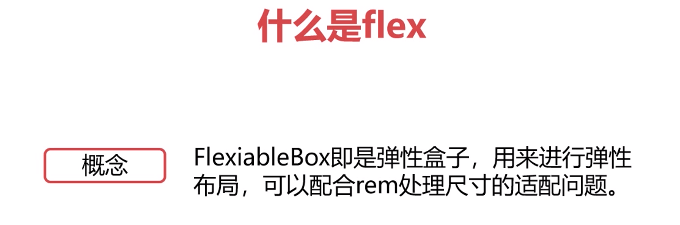 什么是flex
概念
FlexiableBox即是弹性盒子，用来进行弹性
布局，可以配合rem处理尺寸的适配问题。